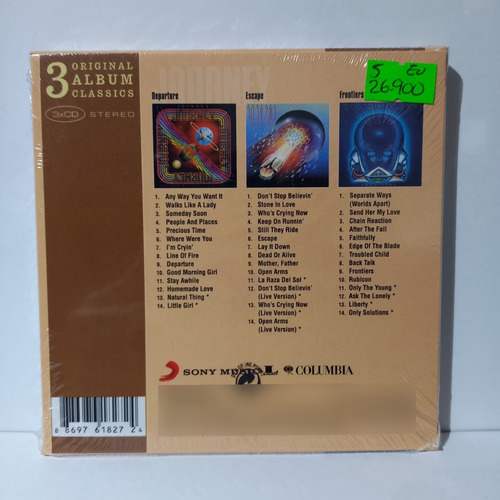 3 ORIGINAL
ALBUM
CLASSICS
3xCD STEREO
JOURNEY
5 EU
26.900
Departure
1. Any Way You Want It
2. Walks Like A Lady
3. Someday Soon
4. People And Places
5. Precious Time
6. Where Were You
7. I'm Cryin'
8. Line Of Fire
9. Departure
10. Good Morning Girl
11. Stay Awhile
12. Homemade Love
13. Natural Thing *
14. Little Girl *
Escape
1. Don't Stop Believin'
2. Stone In Love
3. Who's Crying Now
4. Keep On Runnin'
5. Still They Ride
6. Escape
7. Lay It Down
8. Dead Or Alive
9. Mother, Father
10. Open Arms
11. La Raza Del Sol *
12. Don't Stop Believin'
(Live Version) *
13. Who's Crying Now
(Live Version) *
14. Open Arms
(Live Version) *
Frontiers
1. Separate Ways
(Worlds Apart)
2. Send Her My Love
3. Chain Reaction
4. After The Fall
5. Faithfully
6. Edge Of The Blade
7. Troubled Child
8. Back Talk
9. Frontiers
10. Rubicon
11. Only The Young *
12. Ask The Lonely *
13. Liberty *
14. Only Solutions *
SONY MUSIC
COLUMBIA
8 8697 61827 2 4